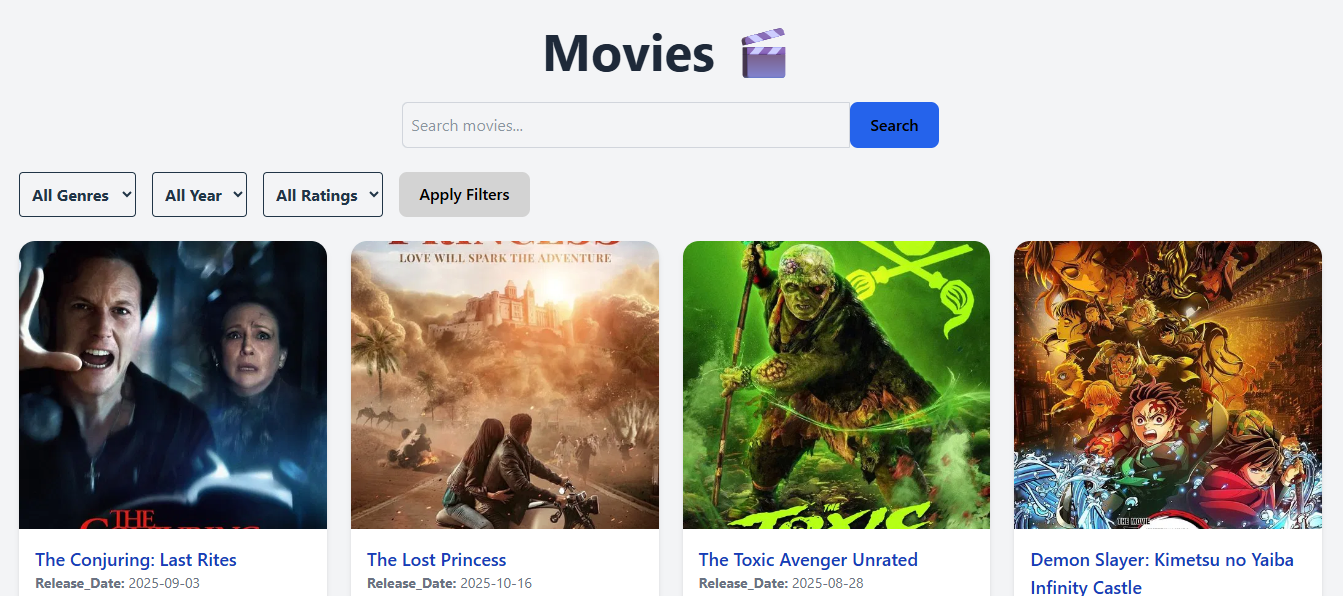 Movies
Search movies...
Search
All Genres
All Year
All Ratings
Apply Filters
LOVE WILL SPARK THE ADVENTURE
THE
THE
TOXIC
THE MOVIE
The Conjuring: Last Rites
Release_Date: 2025-09-03
The Lost Princess
Release_Date: 2025-10-16
The Toxic Avenger Unrated
Release_Date: 2025-08-28
Demon Slayer: Kimetsu no Yaiba
Infinity Castle